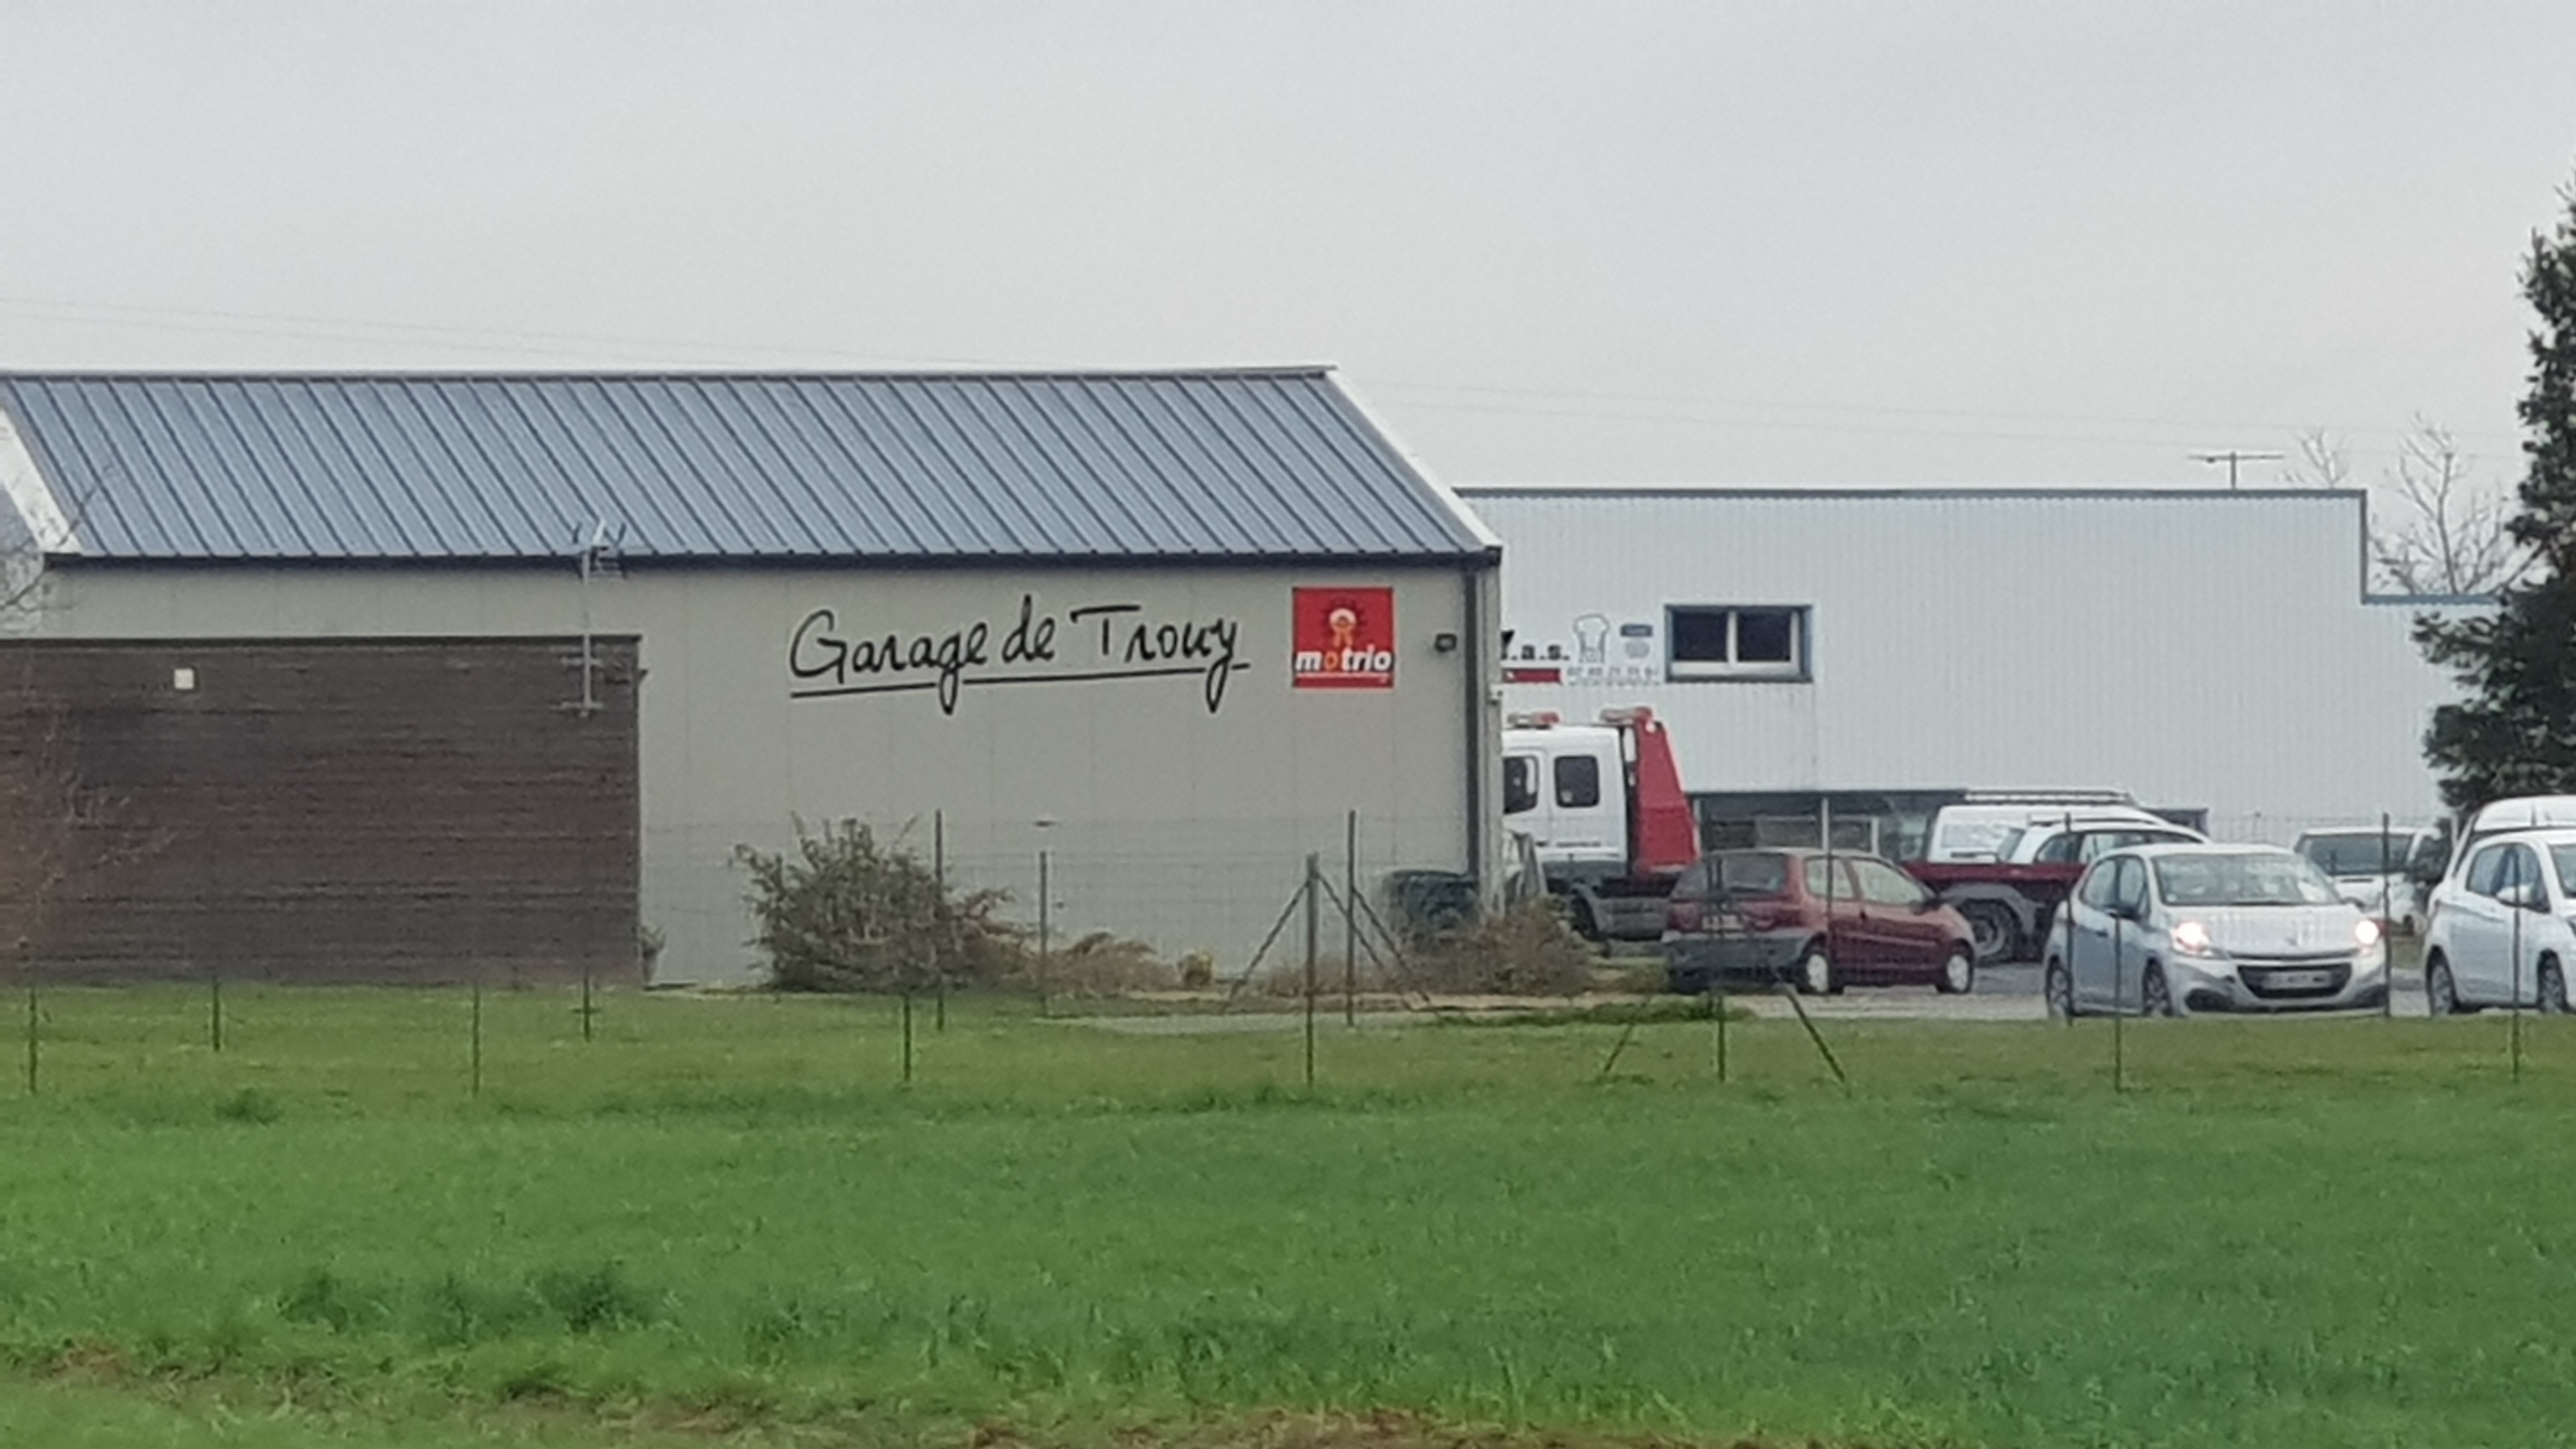 Garage de Trouy
motrio
.a.s.